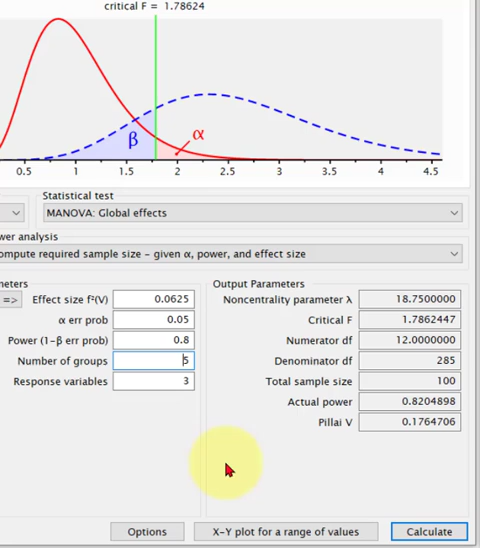 critical F = 1.78624
α
β
0.5 1 1.5 2 2.5 3 3.5 4 4.5
Statistical test
MANOVA: Global effects
wer analysis
ompute required sample size – given α, power, and effect size
meters Output Parameters
=> Effect size f²(V) 0.0625 Noncentrality parameter λ 18.7500000
α err prob 0.05 Critical F 1.7862447
Power (1-β err prob) 0.8 Numerator df 12.0000000
Number of groups 5 Denominator df 285
Response variables 3 Total sample size 100
Actual power 0.8204898
Pillai V 0.1764706
Options X-Y plot for a range of values Calculate